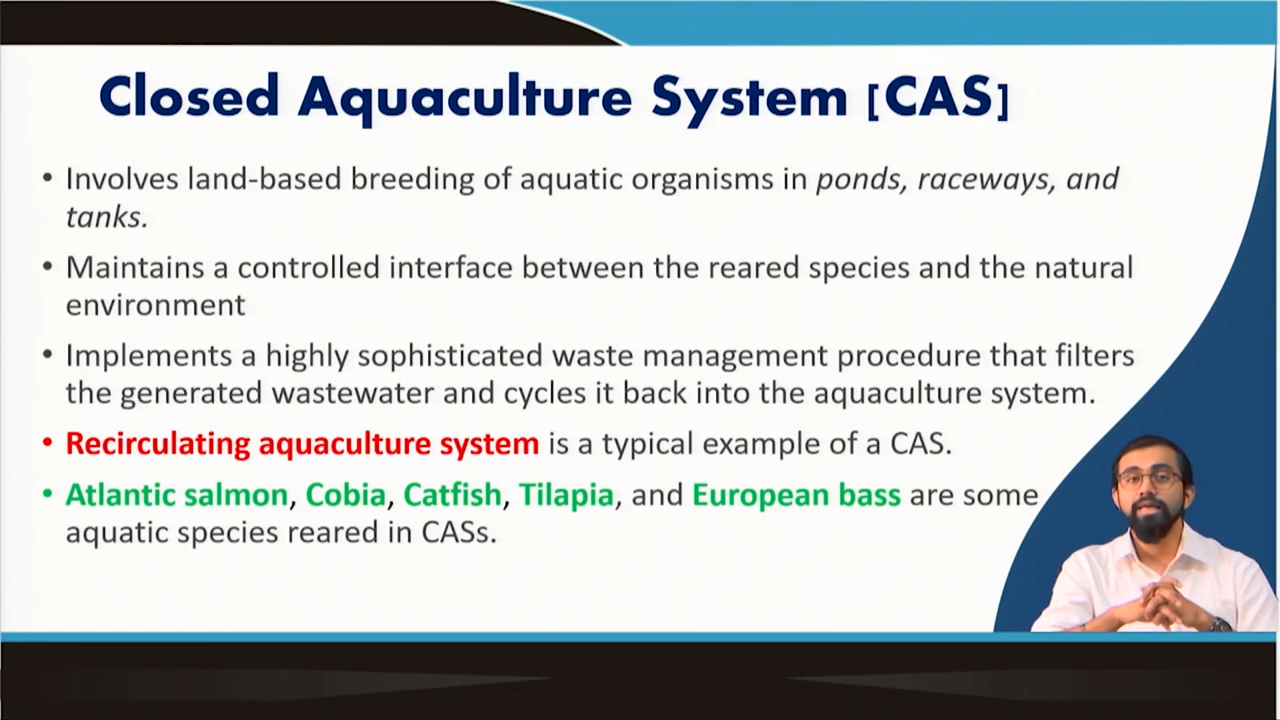 Closed Aquaculture System [CAS]
• Involves land-based breeding of aquatic organisms in ponds, raceways, and
tanks.
• Maintains a controlled interface between the reared species and the natural
environment
• Implements a highly sophisticated waste management procedure that filters
the generated wastewater and cycles it back into the aquaculture system.
• Recirculating aquaculture system is a typical example of a CAS.
• Atlantic salmon, Cobia, Catfish, Tilapia, and European bass are some
aquatic species reared in CASs.